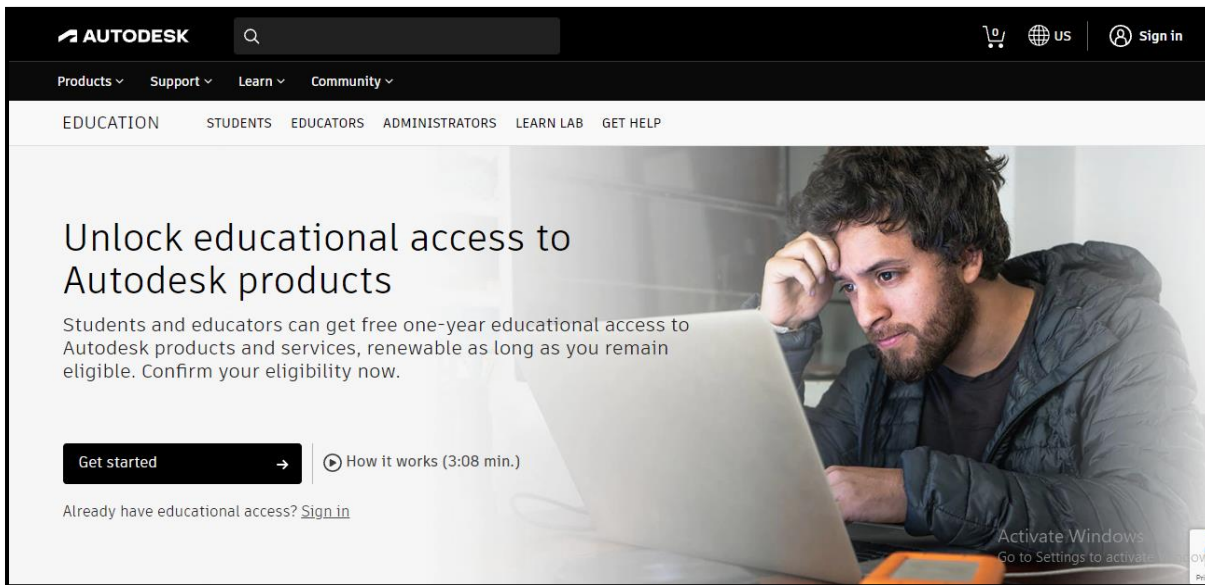 AUTODESK
0
US
Sign in
Products
Support
Learn
Community
EDUCATION
STUDENTS
EDUCATORS
ADMINISTRATORS
LEARN LAB
GET HELP
Unlock educational access to
Autodesk products
Students and educators can get free one-year educational access to
Autodesk products and services, renewable as long as you remain
eligible. Confirm your eligibility now.
Get started
How it works (3:08 min.)
Already have educational access? Sign in
Activate Windows
Go to Settings to activate